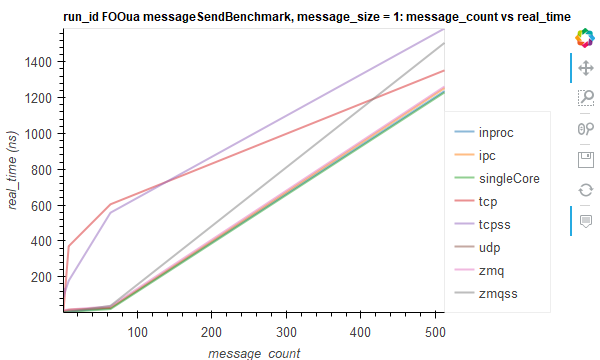 run_id FOOua messageSendBenchmark, message_size = 1: message_count vs real_time
1400
1200
1000
800
600
400
200
real_time (ns)
100
200
300
400
500
message_count
inproc
ipc
singleCore
tcp
tcpss
udp
zmq
zmqss